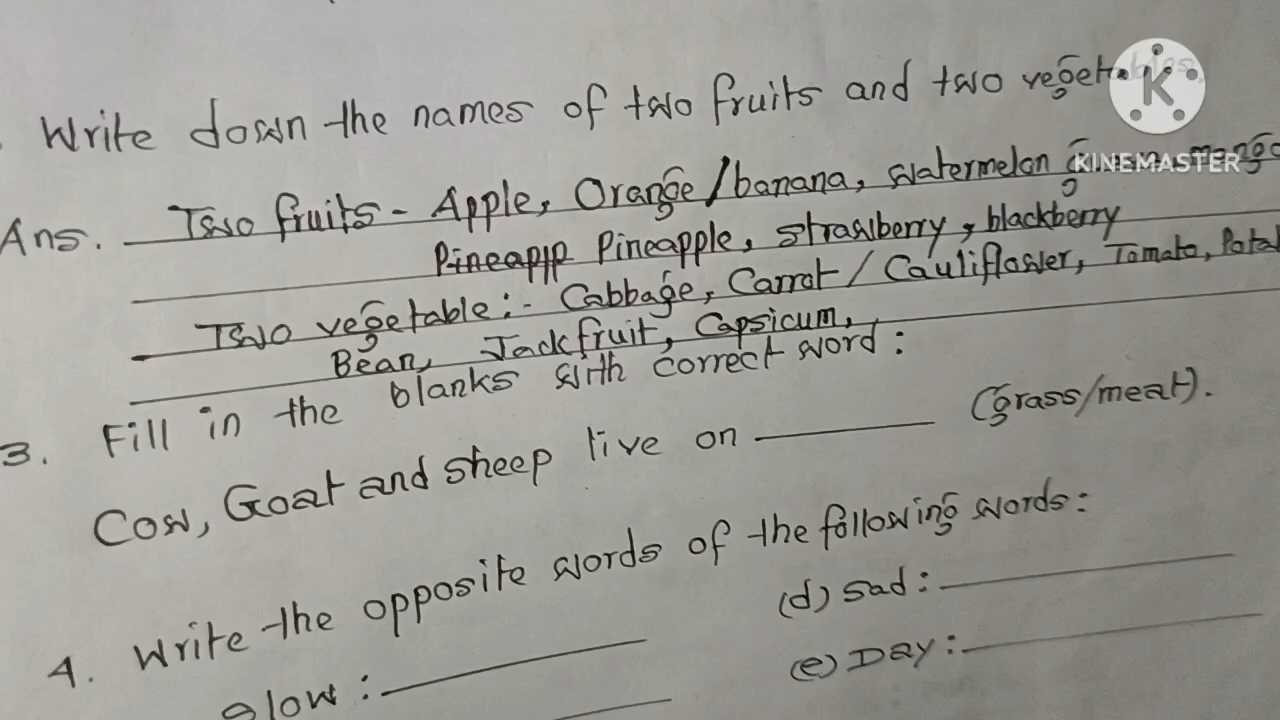 Write down the names of two fruits and two vegetables
Ans. Two fruits - Apple, Orange/banana, Watermelon mango
Pineapple, Strawberry, blackberry
Two vegetable:- Cabbage, Carrot / Cauliflower, Tomato, Potat
Bean, Jackfruit, Capsicum,
3. Fill in the blanks with correct word:
Cow, Goat and sheep live on ______ (grass/meat).
4. Write the opposite words of the following words:
(d) Sad:
slow:
(e) Day:
KINEMASTER